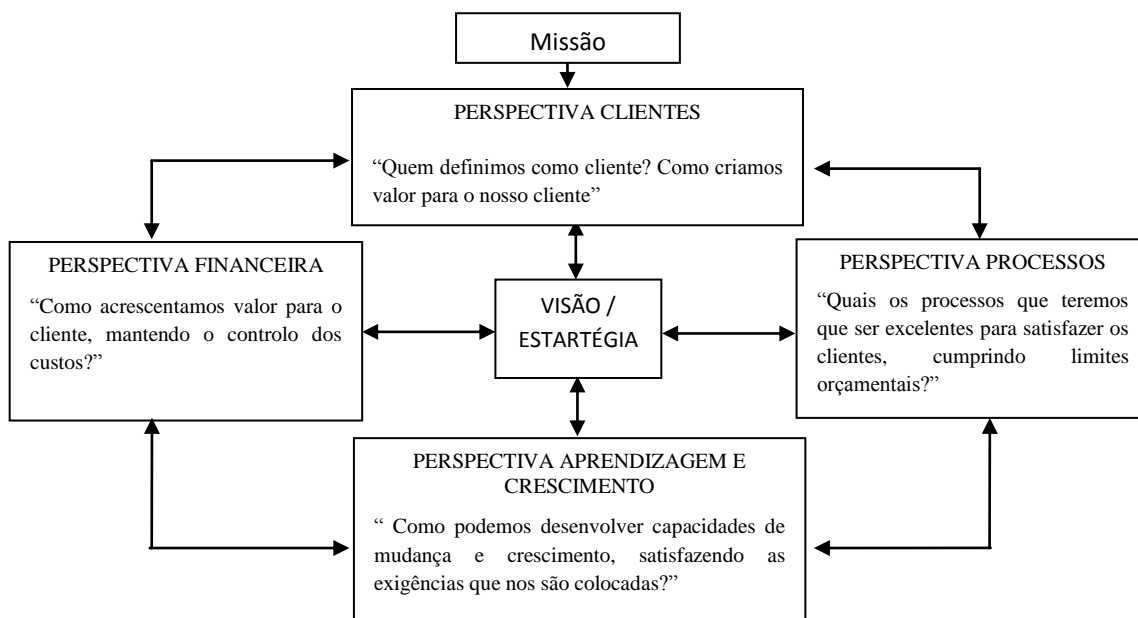 Missão
PERSPECTIVA CLIENTES
“Quem definimos como cliente? Como criamos
valor para o nosso cliente”
PERSPECTIVA FINANCEIRA
“Como acrescentamos valor para o
cliente, mantendo o controlo dos
custos?”
VISÃO /
ESTARTÉGIA
PERSPECTIVA PROCESSOS
“Quais os processos que teremos
que ser excelentes para satisfazer os
clientes, cumprindo limites
orçamentais?”
PERSPECTIVA APRENDIZAGEM E
CRESCIMENTO
“ Como podemos desenvolver capacidades de
mudança e crescimento, satisfazendo as
exigências que nos são colocadas?”